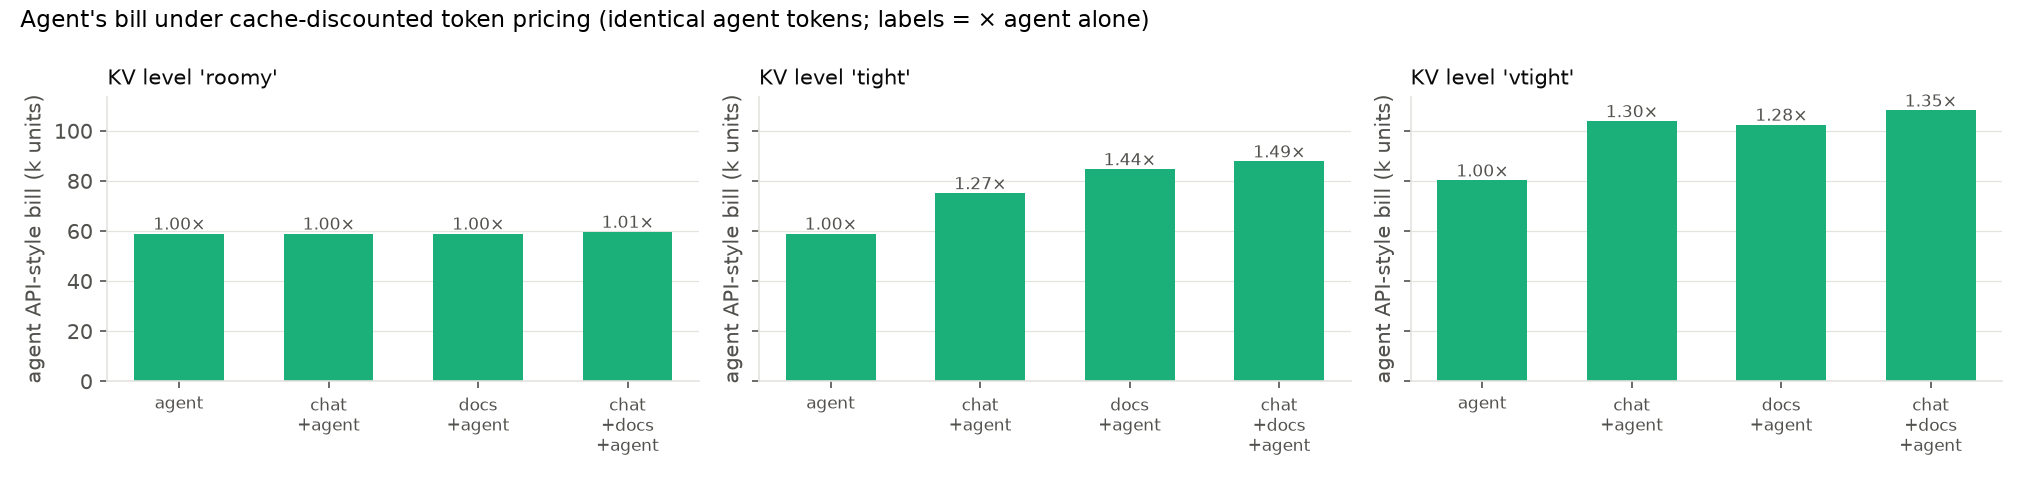 Agent's bill under cache-discounted token pricing (identical agent tokens; labels = × agent alone)
KV level 'roomy'
agent API-style bill (k units)
100
80
60
40
20
0
1.00×
1.00×
1.00×
1.01×
agent
chat
+agent
docs
+agent
chat
+docs
+agent
KV level 'tight'
agent API-style bill (k units)
1.00×
1.27×
1.44×
1.49×
agent
chat
+agent
docs
+agent
chat
+docs
+agent
KV level 'vtight'
agent API-style bill (k units)
1.00×
1.30×
1.28×
1.35×
agent
chat
+agent
docs
+agent
chat
+docs
+agent